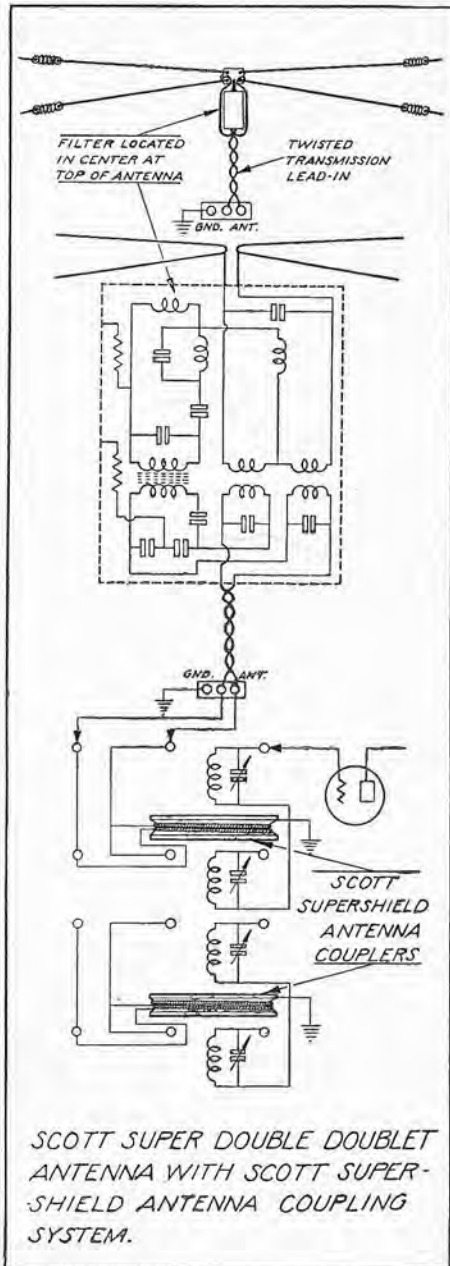 FILTER LOCATED
IN CENTER AT
TOP OF ANTENNA
TWISTED
TRANSMISSION
LEAD-IN
GND. ANT.
GND. ANT.
SCOTT
SUPERSHIELD
ANTENNA
COUPLERS
SCOTT SUPER DOUBLE DOUBLET
ANTENNA WITH SCOTT SUPER-
SHIELD ANTENNA COUPLING
SYSTEM.